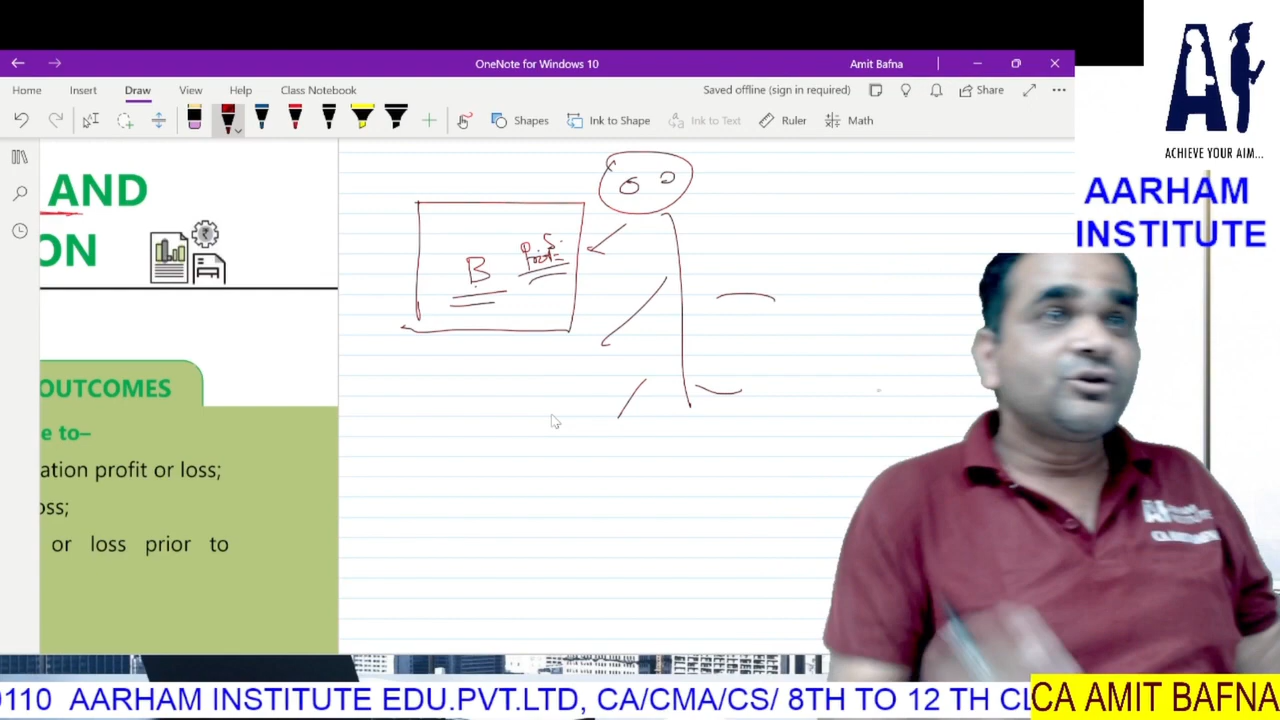 OneNote for Windows 10
Amit Bafna
Home Insert Draw View Help Class Notebook
Saved offline (sign in required)
Share
Shapes
Ink to Shape
Ink to Text
Ruler
Math
AND
ON
OUTCOMES
e to–
ation profit or loss;
oss;
or loss prior to
B
ACHIEVE YOUR AIM...
AARHAM
INSTITUTE
0110 AARHAM INSTITUTE EDU.PVT.LTD, CA/CMA/CS/ 8TH TO 12 TH CL
CA AMIT BAFNA